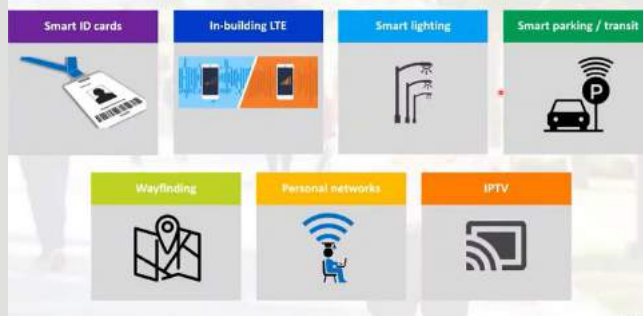 Smart ID cards
In-building LTE
Smart lighting
Smart parking / transit
P
Wayfinding
Personal networks
IPTV